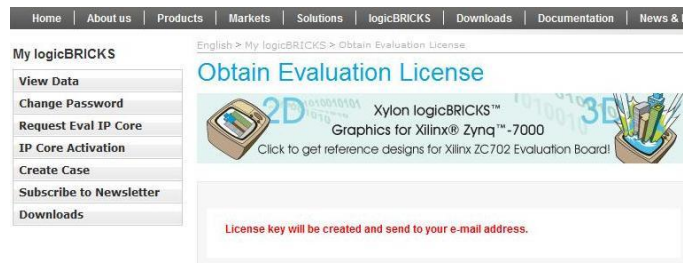 Home About us Products Markets Solutions logicBRICKS Downloads Documentation News &
My logicBRICKS
View Data
Change Password
Request Eval IP Core
IP Core Activation
Create Case
Subscribe to Newsletter
Downloads
English > My logicBRICKS > Obtain Evaluation License
Obtain Evaluation License
2D
3D
Xylon logicBRICKS™
Graphics for Xilinx® Zynq™-7000
Click to get reference designs for Xilinx ZC702 Evaluation Board!
License key will be created and send to your e-mail address.